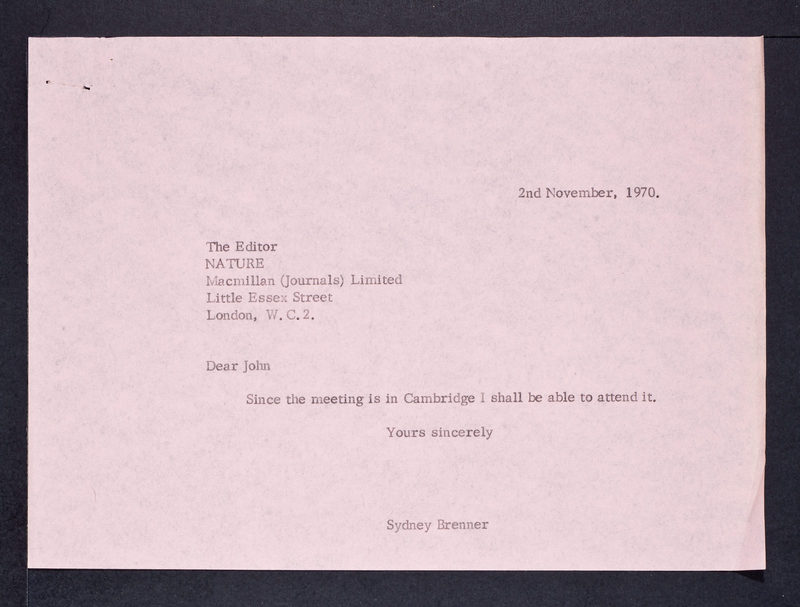 2nd November, 1970.
The Editor
NATURE
Macmillan (Journals) Limited
Little Essex Street
London, W.C.2.
Dear John
Since the meeting is in Cambridge I shall be able to attend it.
Yours sincerely
Sydney Brenner